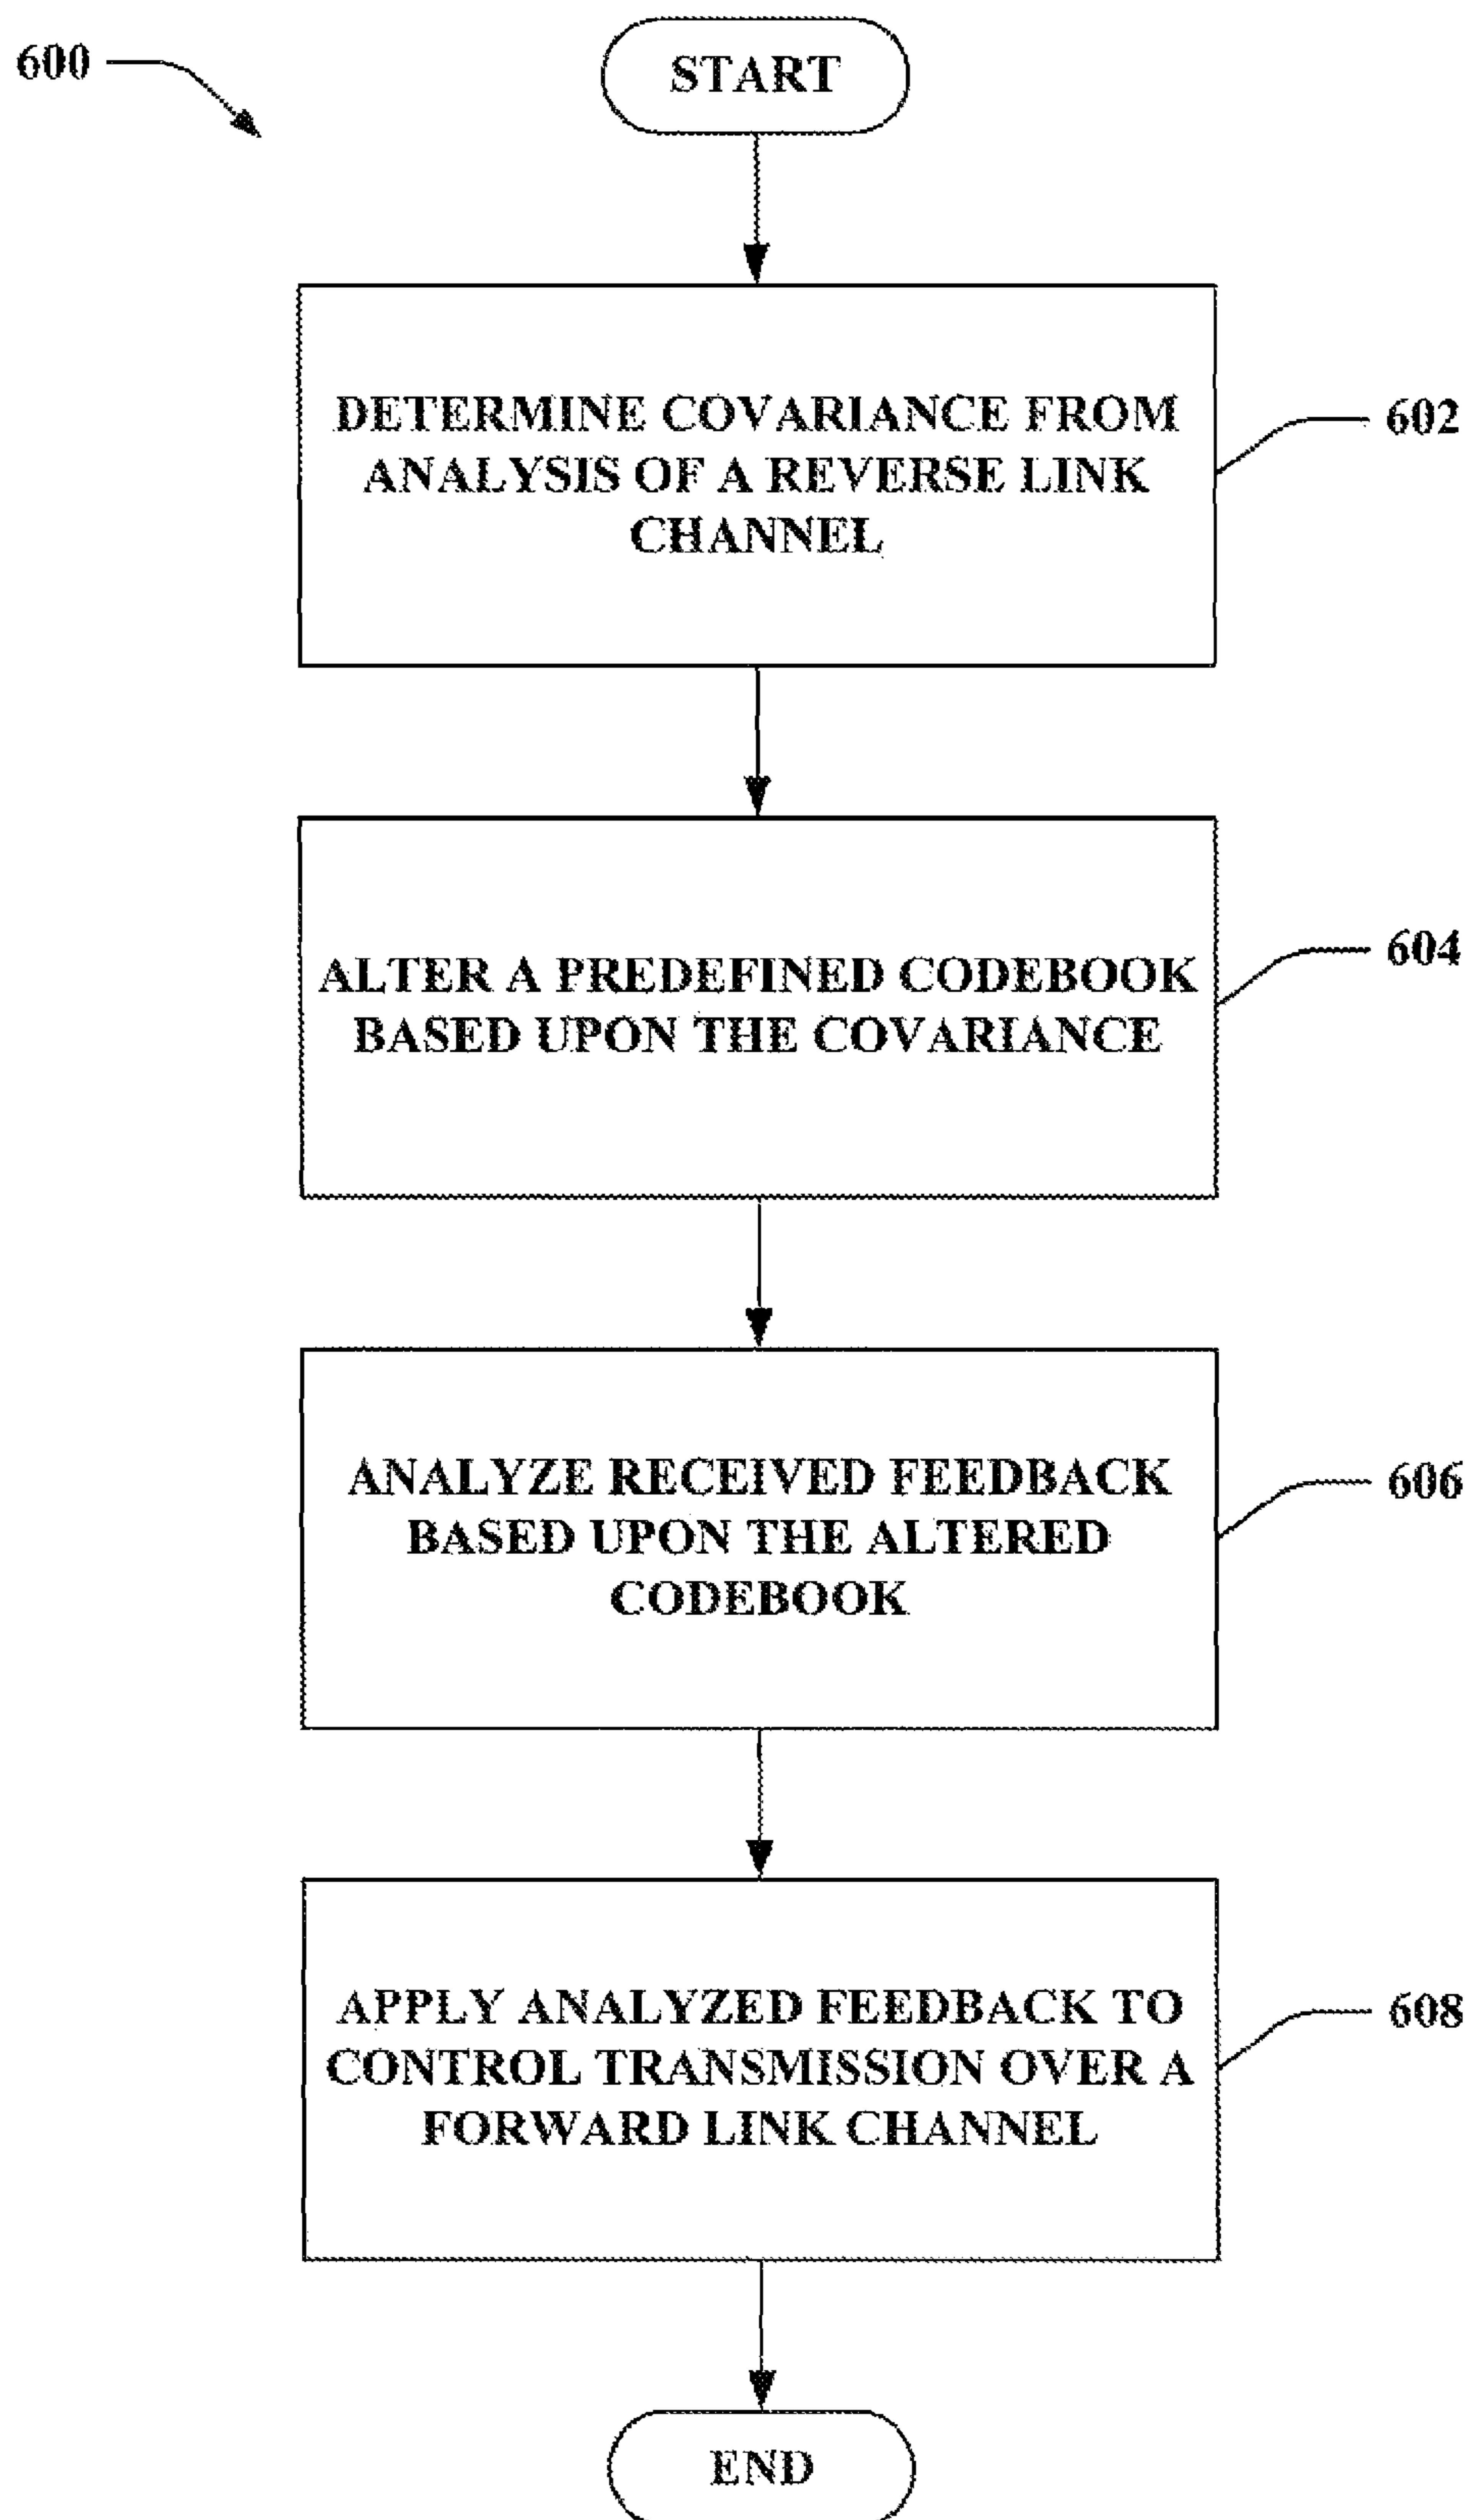 600
START
DETERMINE COVARIANCE FROM
ANALYSIS OF A REVERSE LINK
CHANNEL
602
ALTER A PREDEFINED CODEBOOK
BASED UPON THE COVARIANCE
604
ANALYZE RECEIVED FEEDBACK
BASED UPON THE ALTERED
CODEBOOK
606
APPLY ANALYZED FEEDBACK TO
CONTROL TRANSMISSION OVER A
FORWARD LINK CHANNEL
608
END